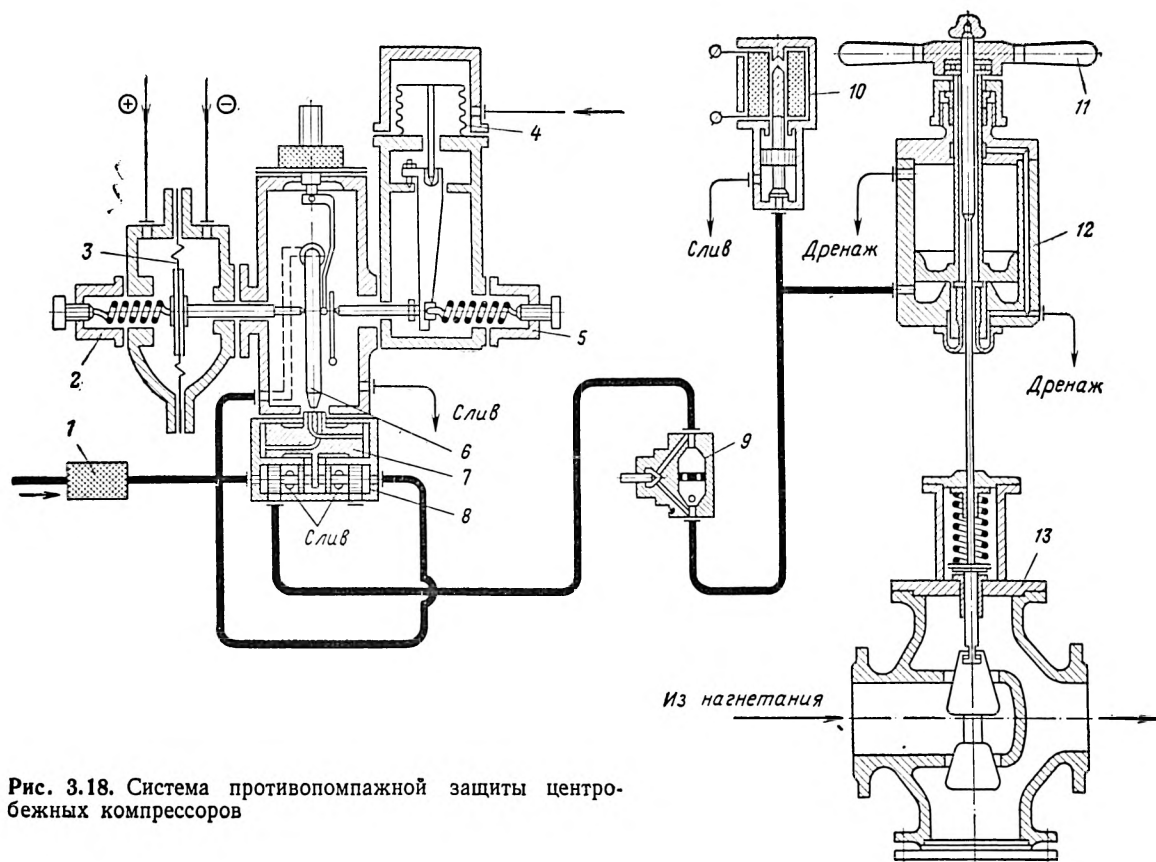 +
−
3
2
4
5
1
6
7
8
Слив
Слив
9
10
Слив
Дренаж
11
12
Дренаж
13
Из нагнетания
Рис. 3.18. Система противопомпажной защиты центро-
бежных компрессоров